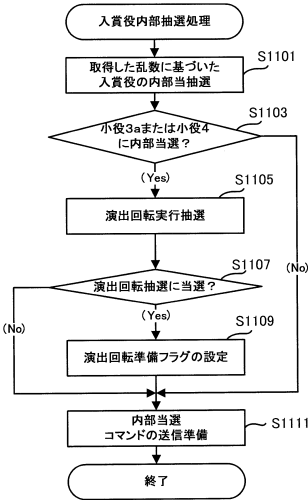 入賞役内部抽選処理
S1101
取得した乱数に基づいた
入賞役の内部当抽選
S1103
小役3aまたは小役4
に内部当選？
(Yes)
S1105
演出回転実行抽選
S1107
(No)
演出回転抽選に当選？
(No)
(Yes)
S1109
演出回転準備フラグの設定
内部当選
コマンドの送信準備
S1111
終了